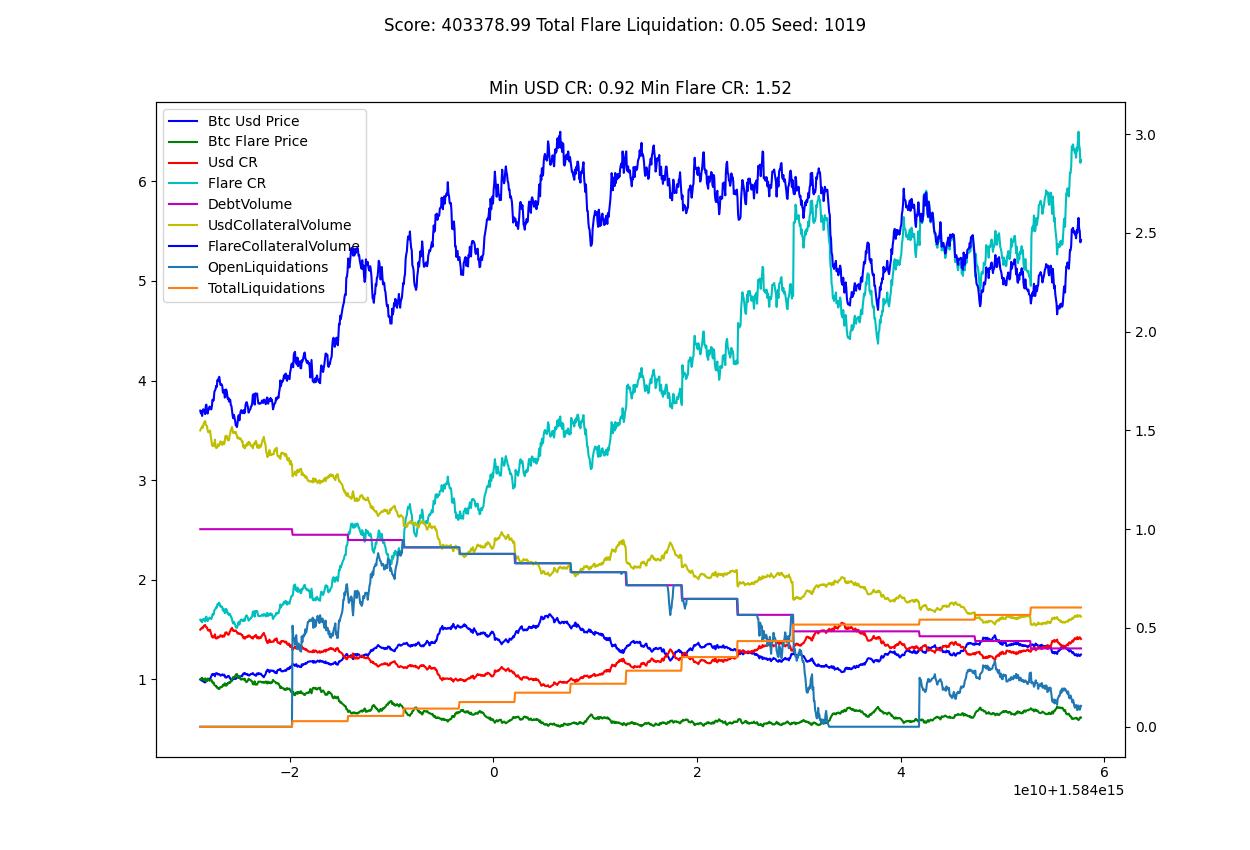 Score: 403378.99 Total Flare Liquidation: 0.05 Seed: 1019
Min USD CR: 0.92 Min Flare CR: 1.52
Btc Usd Price
Btc Flare Price
Usd CR
Flare CR
DebtVolume
UsdCollateralVolume
FlareCollateralVolume
OpenLiquidations
TotalLiquidations
6
5
4
3
2
1
3.0
2.5
2.0
1.5
1.0
0.5
0.0
−2
0
2
4
6
1e10+1.584e15